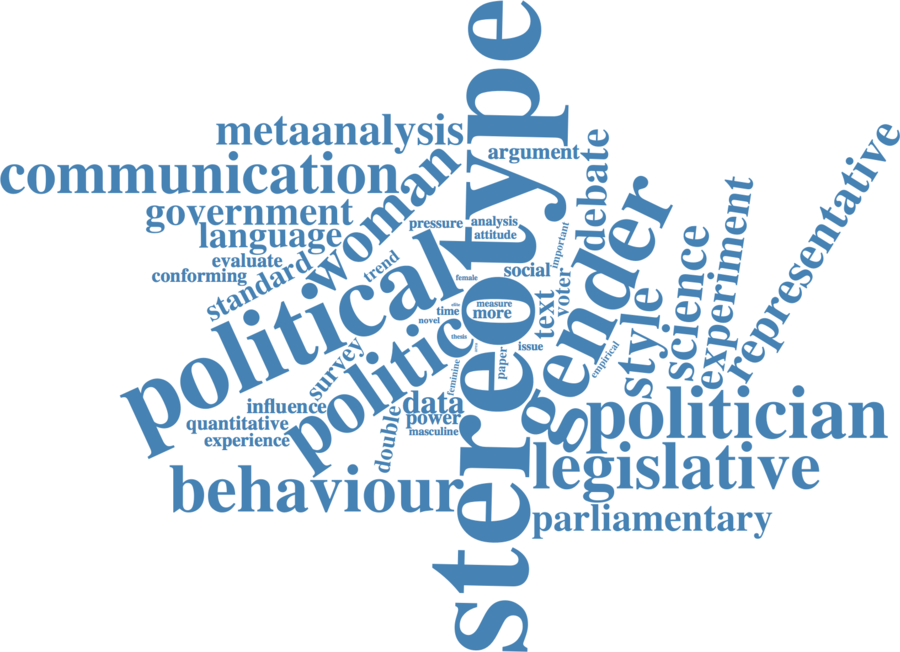 stereotype
metaanalysis
argument
debate
communication
woman
government
language
pressure
analysis
attitude
important
gender
experiment
representative
science
evaluate
conforming
standard
trend
political
female
social
voter
text
style
elite
time
measure
more
novel
thesis
issue
paper
empirical
politic
survey
feminine
influence
quantitative
experience
double
data
power
masculine
politician
behaviour
legislative
parliamentary